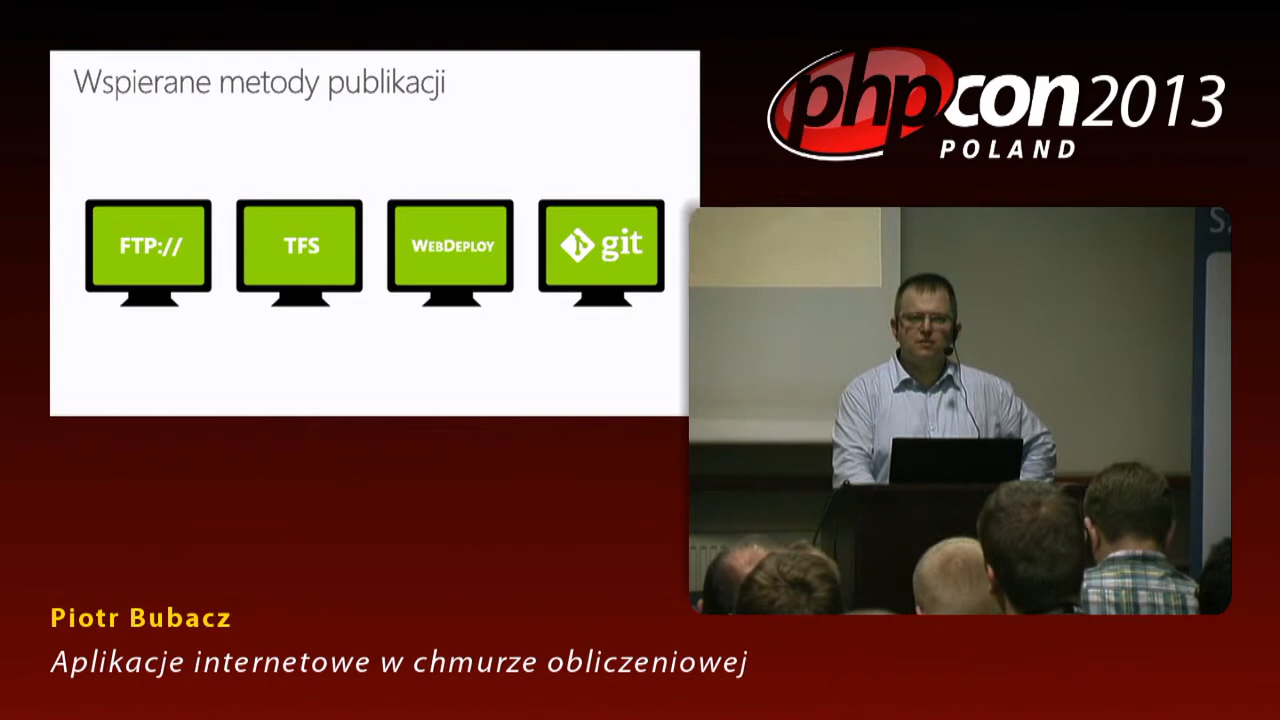 Wspierane metody publikacji
FTP://
TFS
WEBDEPLOY
git
phpcon2013
POLAND
Piotr Bubacz
Aplikacje internetowe w chmurze obliczeniowej